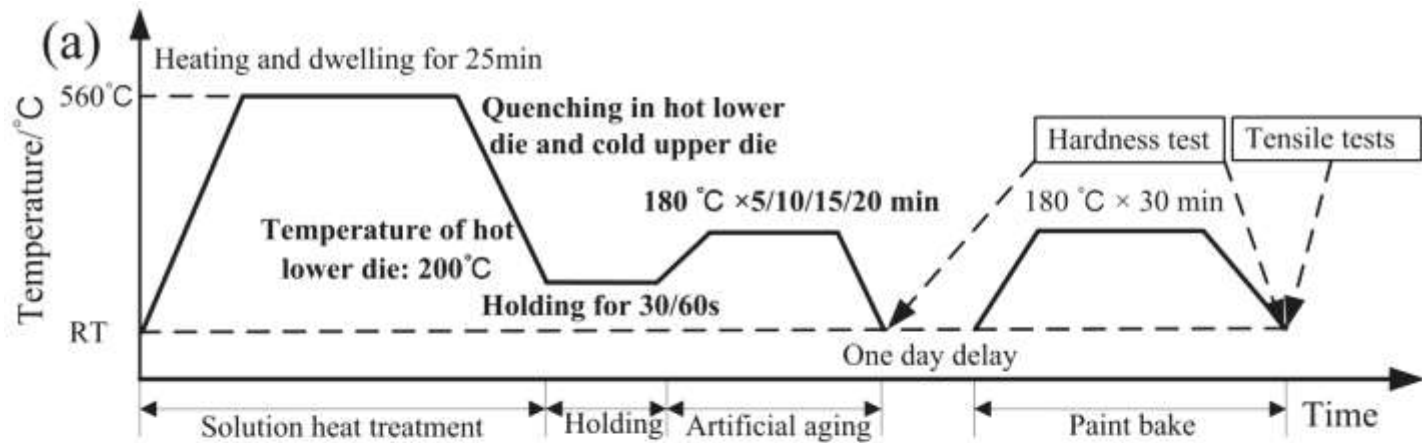 (a)
Heating and dwelling for 25min
560℃
Quenching in hot lower
die and cold upper die
Hardness test
Tensile tests
180 ℃ ×5/10/15/20 min
180 ℃ × 30 min
Temperature of hot
lower die: 200℃
Holding for 30/60s
Temperature/℃
RT
One day delay
Solution heat treatment
Holding
Artificial aging
Paint bake
Time